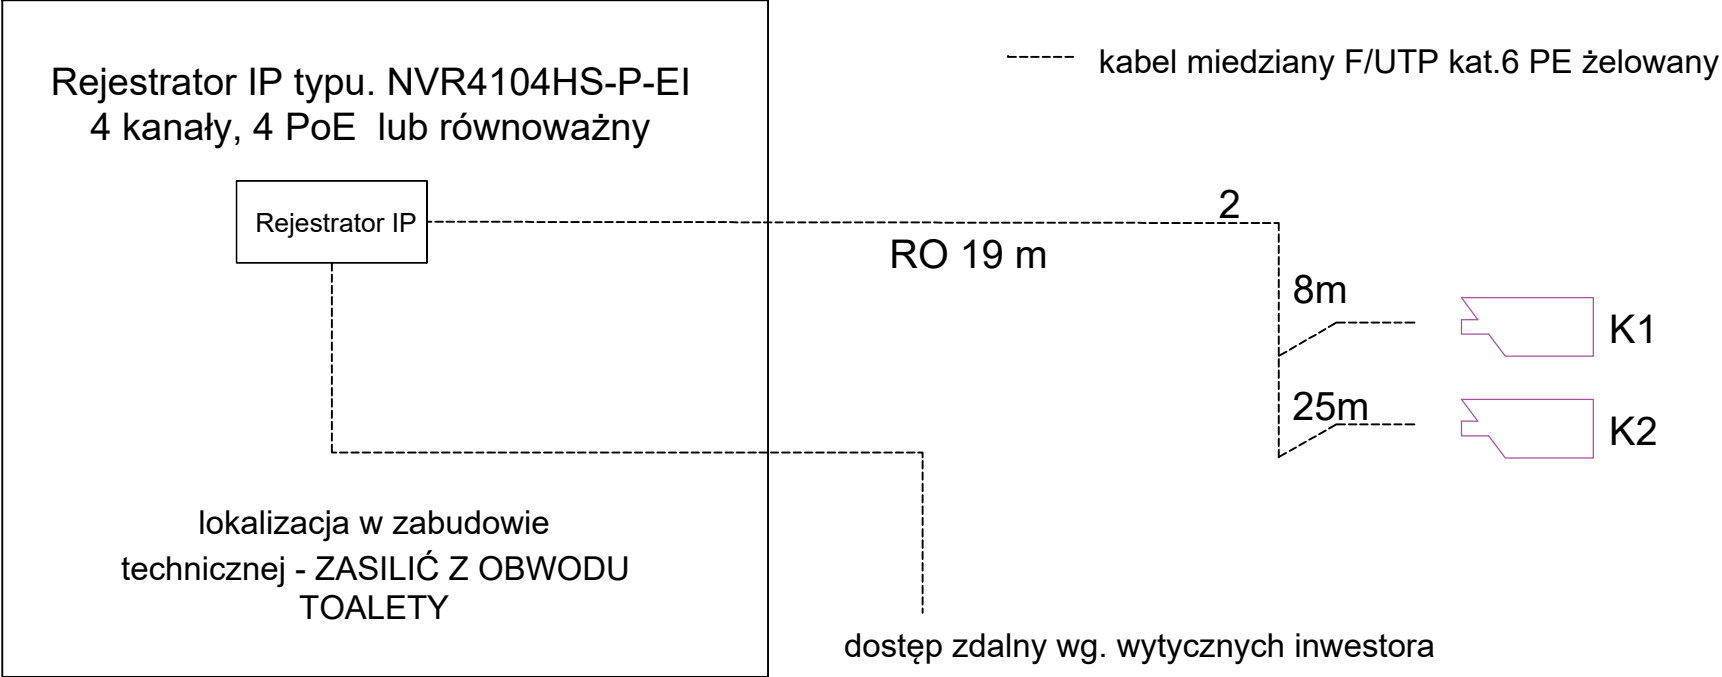 Rejestrator IP typu. NVR4104HS-P-EI
4 kanały, 4 PoE lub równoważny
Rejestrator IP
kabel miedziany F/UTP kat.6 PE żelowany
2
RO 19 m
8m
K1
25m
K2
lokalizacja w zabudowie
technicznej - ZASILIĆ Z OBWODU
TOALETY
dostęp zdalny wg. wytycznych inwestora